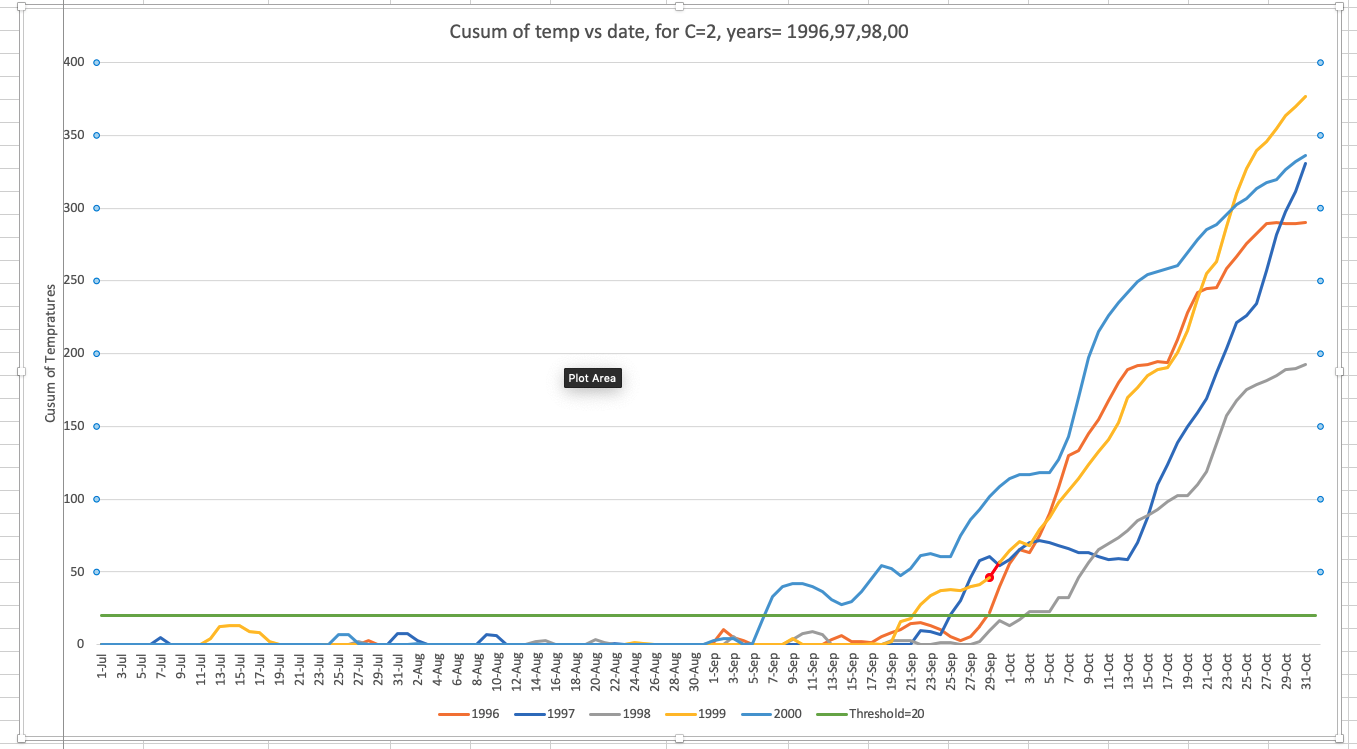 Cusum of temp vs date, for C=2, years= 1996,97,98,00
400
350
300
250
200
150
100
50
0
Cusum of Tempratures
Plot Area
1-Jul
3-Jul
5-Jul
7-Jul
9-Jul
11-Jul
13-Jul
15-Jul
17-Jul
19-Jul
21-Jul
23-Jul
25-Jul
27-Jul
29-Jul
31-Jul
2-Aug
4-Aug
6-Aug
8-Aug
10-Aug
12-Aug
14-Aug
16-Aug
18-Aug
20-Aug
22-Aug
24-Aug
26-Aug
28-Aug
30-Aug
1-Sep
3-Sep
5-Sep
7-Sep
9-Sep
11-Sep
13-Sep
15-Sep
17-Sep
19-Sep
21-Sep
23-Sep
25-Sep
27-Sep
29-Sep
1-Oct
3-Oct
5-Oct
7-Oct
9-Oct
11-Oct
13-Oct
15-Oct
17-Oct
19-Oct
21-Oct
23-Oct
25-Oct
27-Oct
29-Oct
31-Oct
1996 1997 1998 1999 2000 Threshold=20